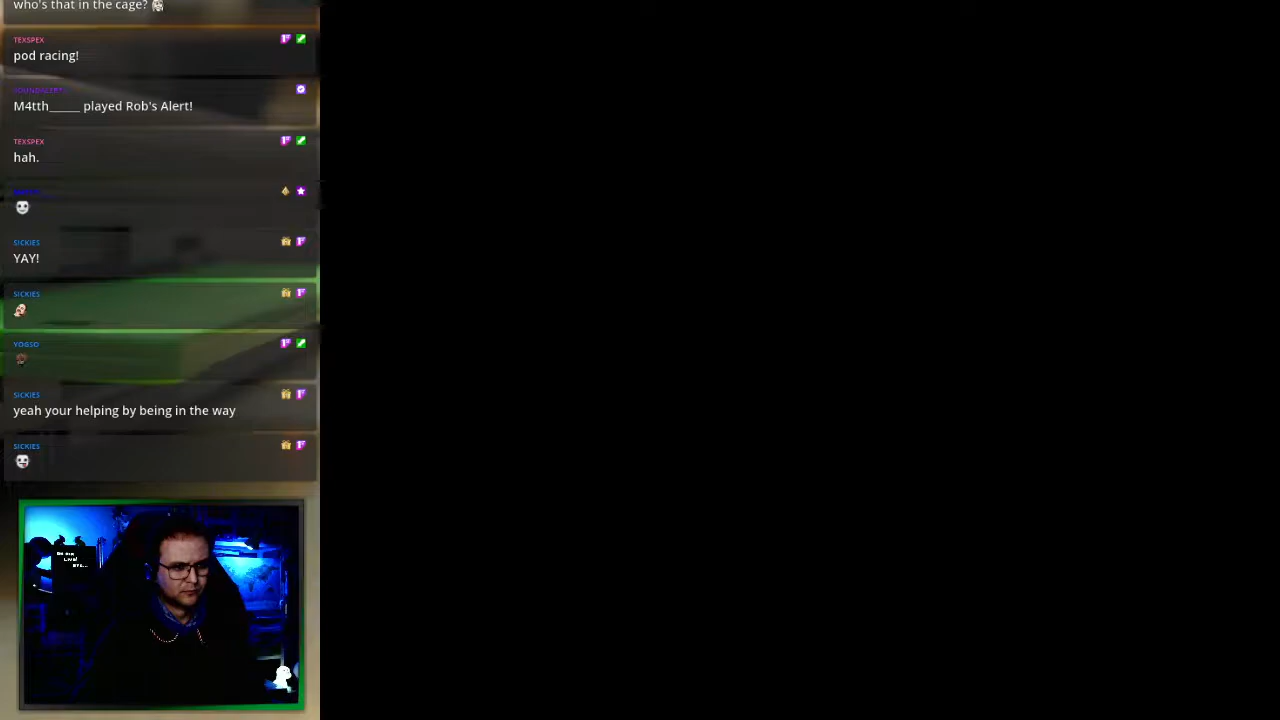 who's that in the cage?
TEXSPEX
pod racing!
SOUNDALERTS
M4tth_____ played Rob's Alert!
TEXSPEX
hah.
SICKIES
YAY!
SICKIES
YOGSO
SICKIES
yeah your helping by being in the way
SICKIES